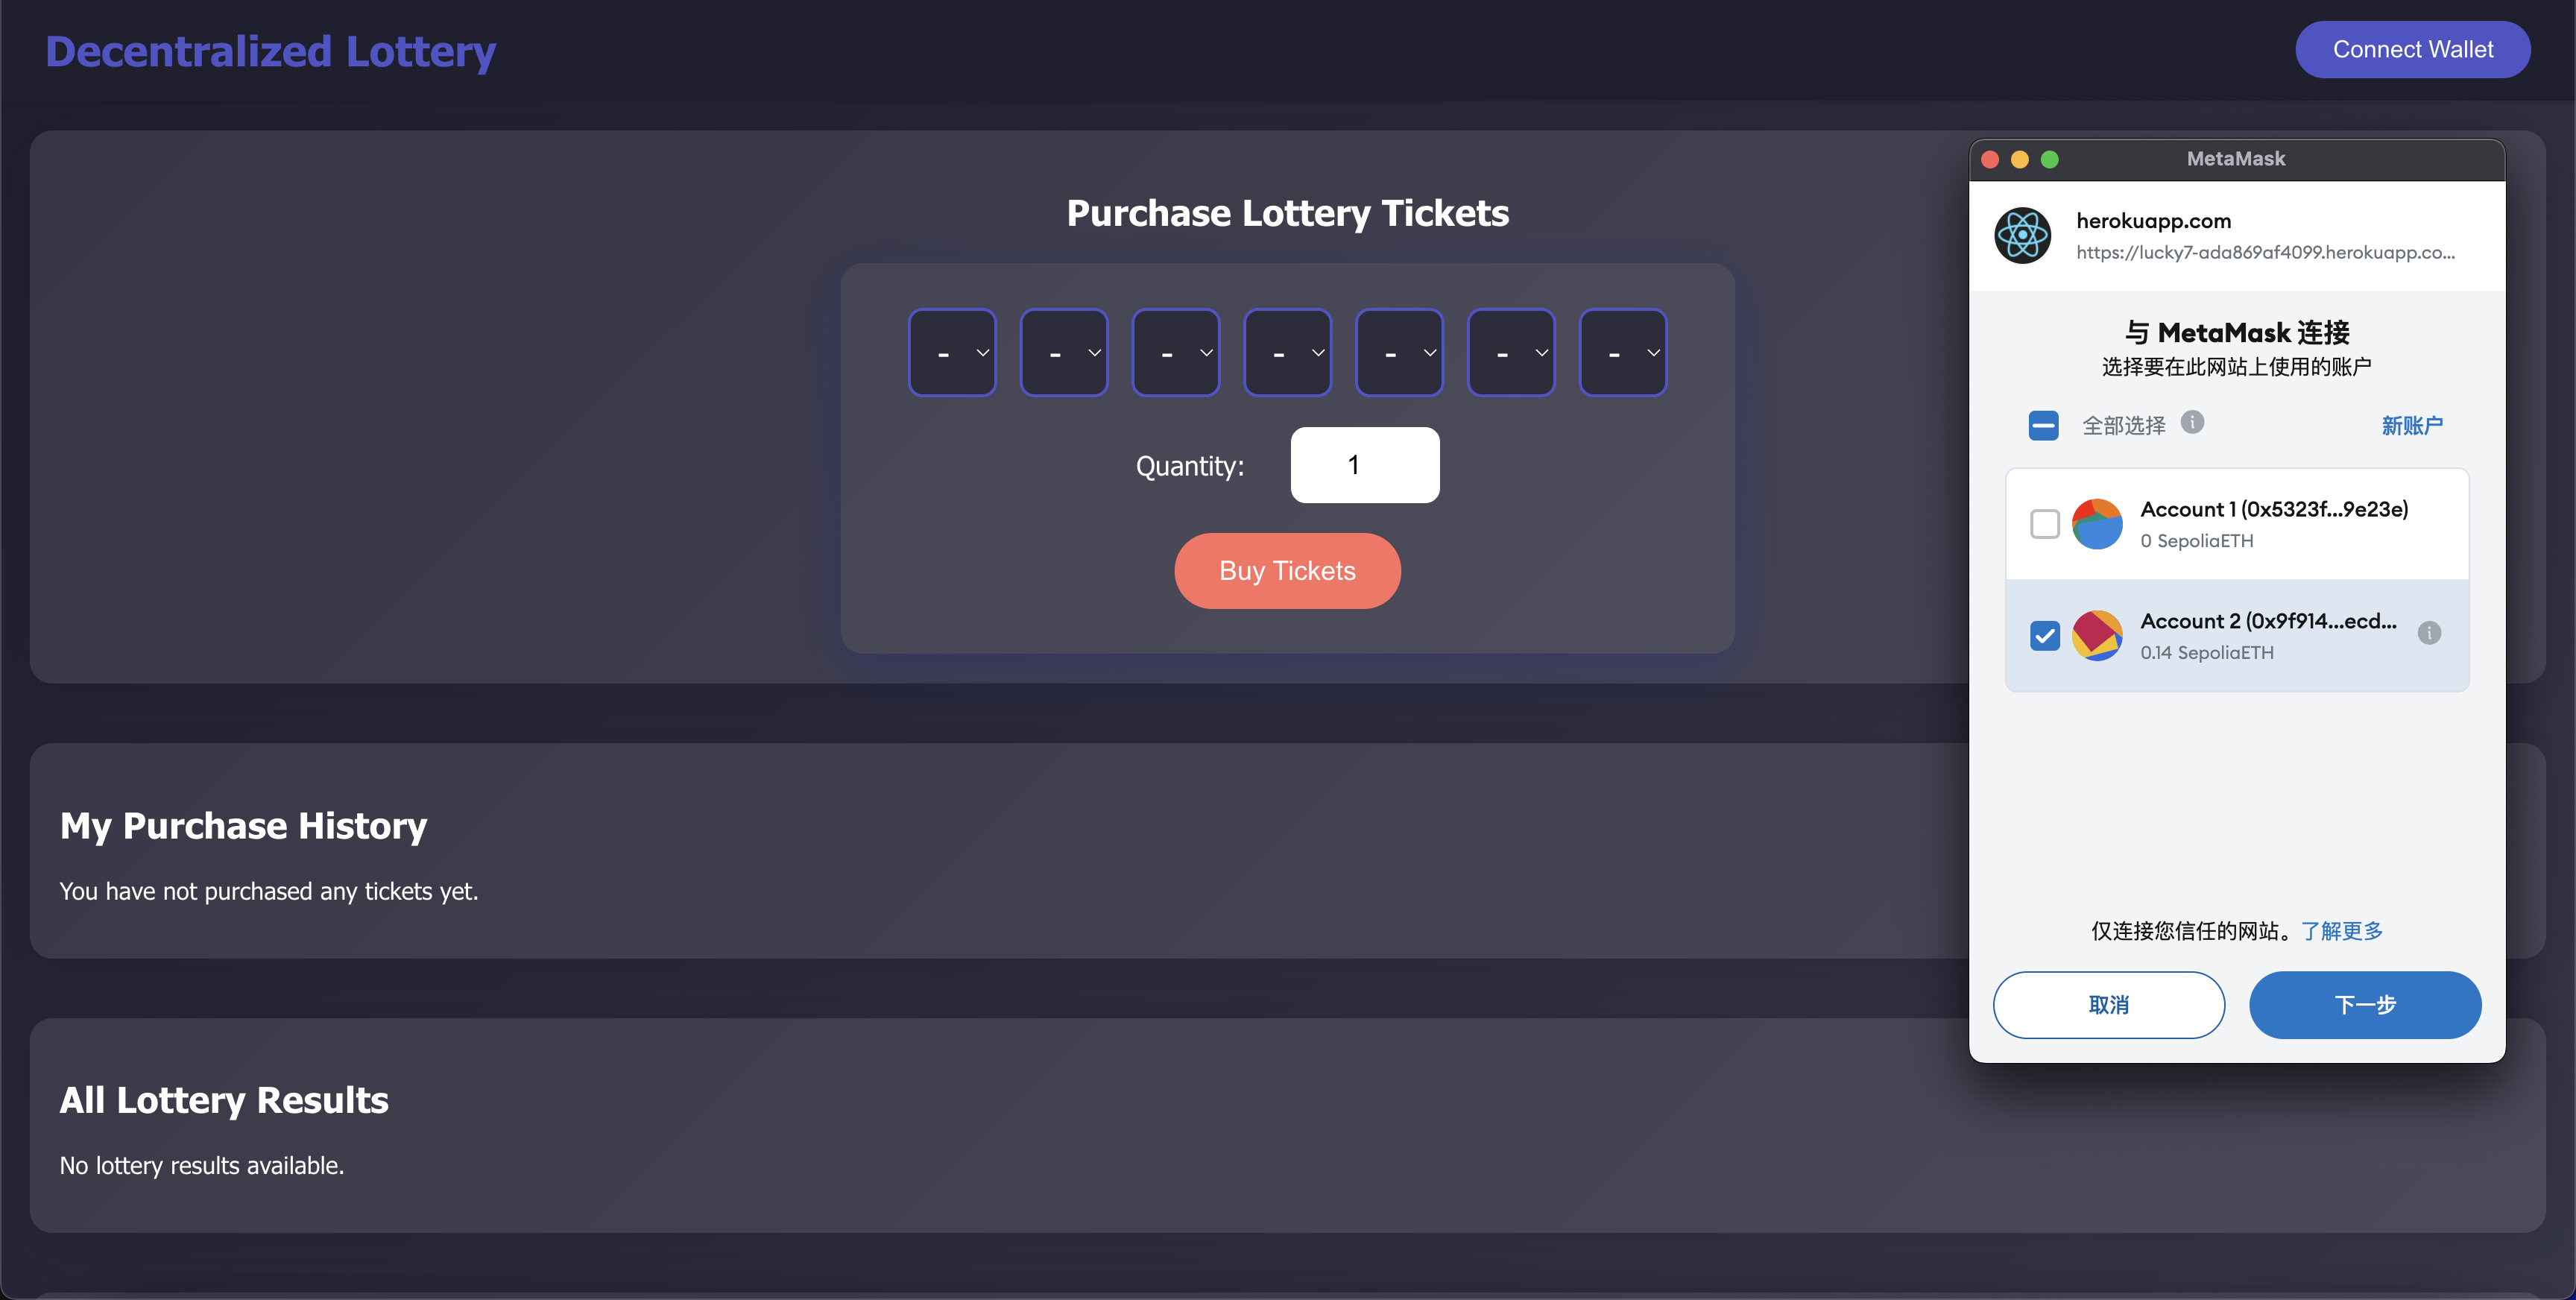 Decentralized Lottery
Connect Wallet
Purchase Lottery Tickets
- - - - - - -
Quantity: 1
Buy Tickets
My Purchase History
You have not purchased any tickets yet.
All Lottery Results
No lottery results available.
MetaMask
herokuapp.com
https://lucky7-ada869af4099.herokuapp.co...
与 MetaMask 连接
选择要在此网站上使用的账户
全部选择
新账户
Account 1 (0x5323f...9e23e)
0 SepoliaETH
Account 2 (0x9f914...ecd...
0.14 SepoliaETH
仅连接您信任的网站。了解更多
取消
下一步